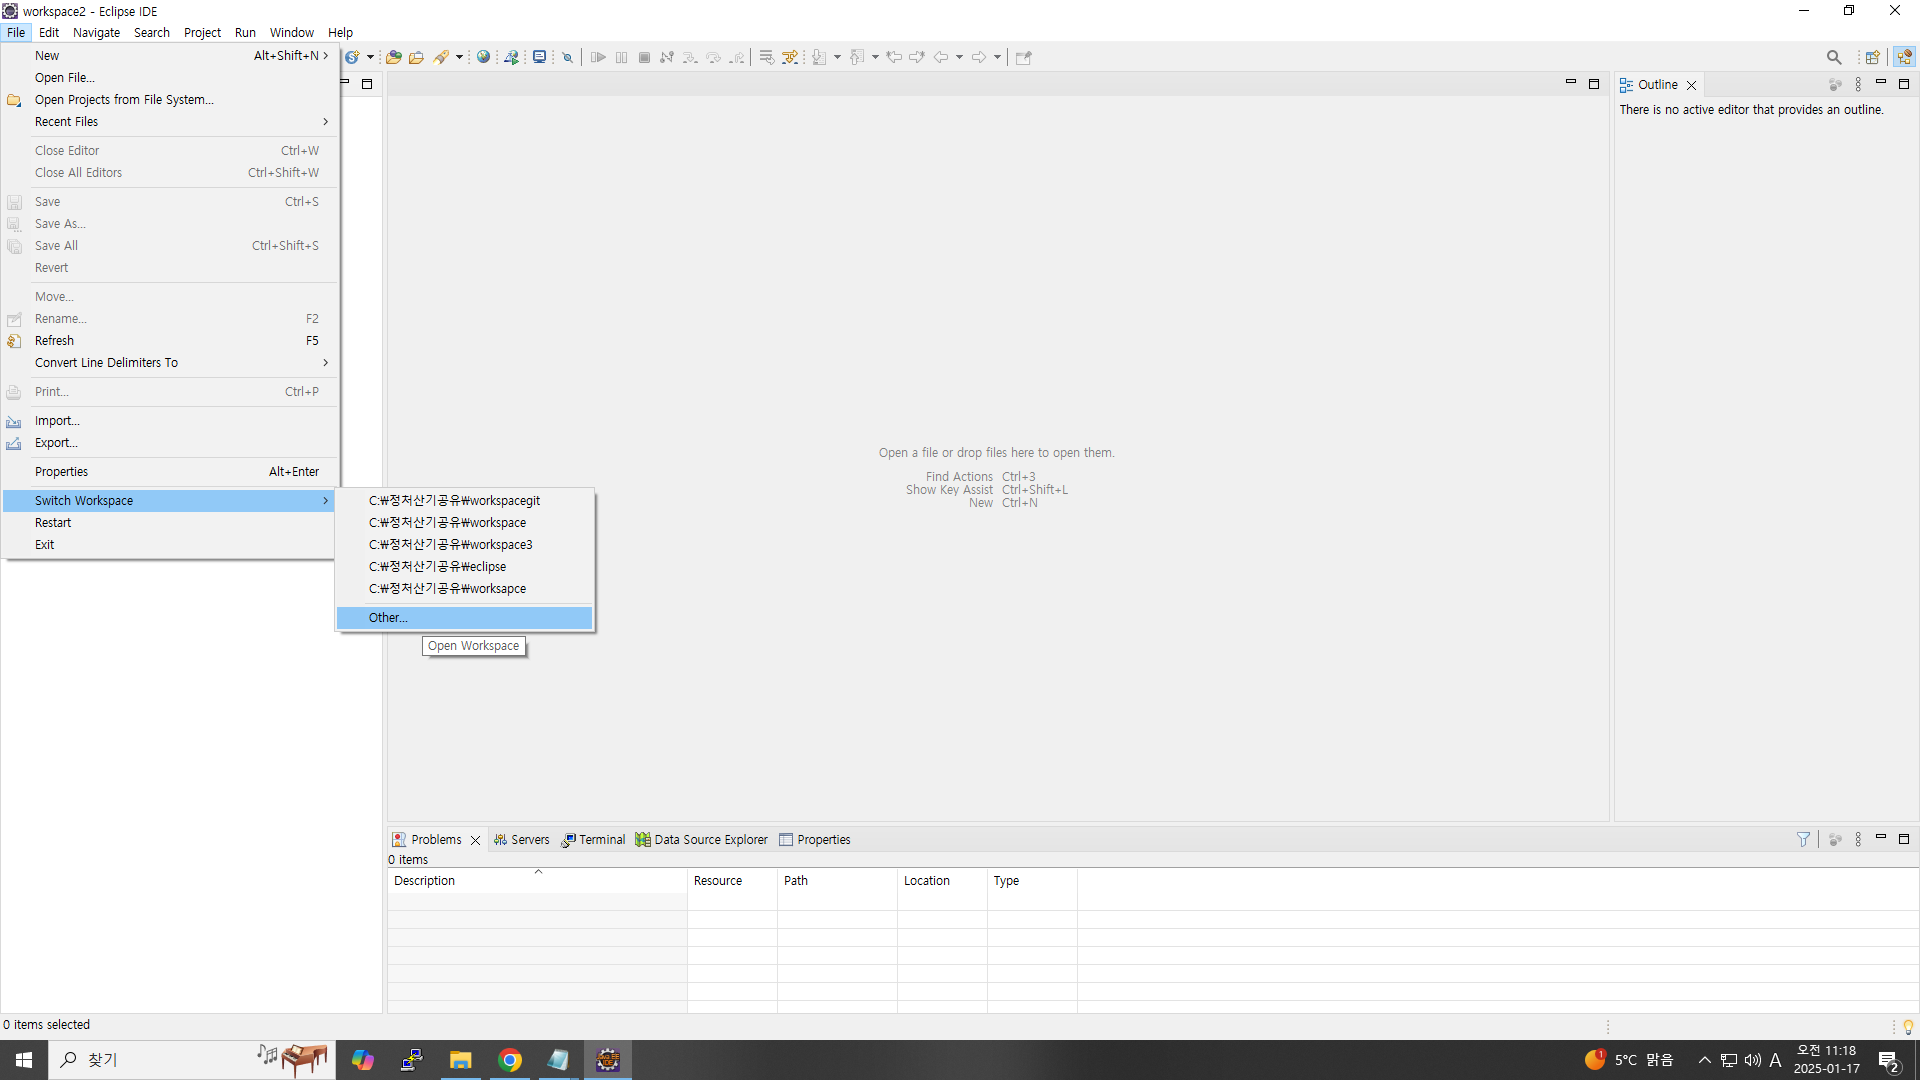 workspace2 - Eclipse IDE
File Edit Navigate Search Project Run Window Help
New Alt+Shift+N
Open File...
Open Projects from File System...
Recent Files
Close Editor Ctrl+W
Close All Editors Ctrl+Shift+W
Save Ctrl+S
Save As...
Save All Ctrl+Shift+S
Revert
Move...
Rename... F2
Refresh F5
Convert Line Delimiters To
Print... Ctrl+P
Import...
Export...
Properties Alt+Enter
Switch Workspace
Restart
Exit
C:₩정처산기공유₩workspacegit
C:₩정처산기공유₩workspace
C:₩정처산기공유₩workspace3
C:₩정처산기공유₩eclipse
C:₩정처산기공유₩worksapce
Other...
Open Workspace
Open a file or drop files here to open them.
Find Actions Ctrl+3
Show Key Assist Ctrl+Shift+L
New Ctrl+N
Outline
There is no active editor that provides an outline.
Problems Servers Terminal Data Source Explorer Properties
0 items
Description Resource Path Location Type
0 items selected
찾기
1 5°C 맑음 A 오전 11:18
2025-01-17 2